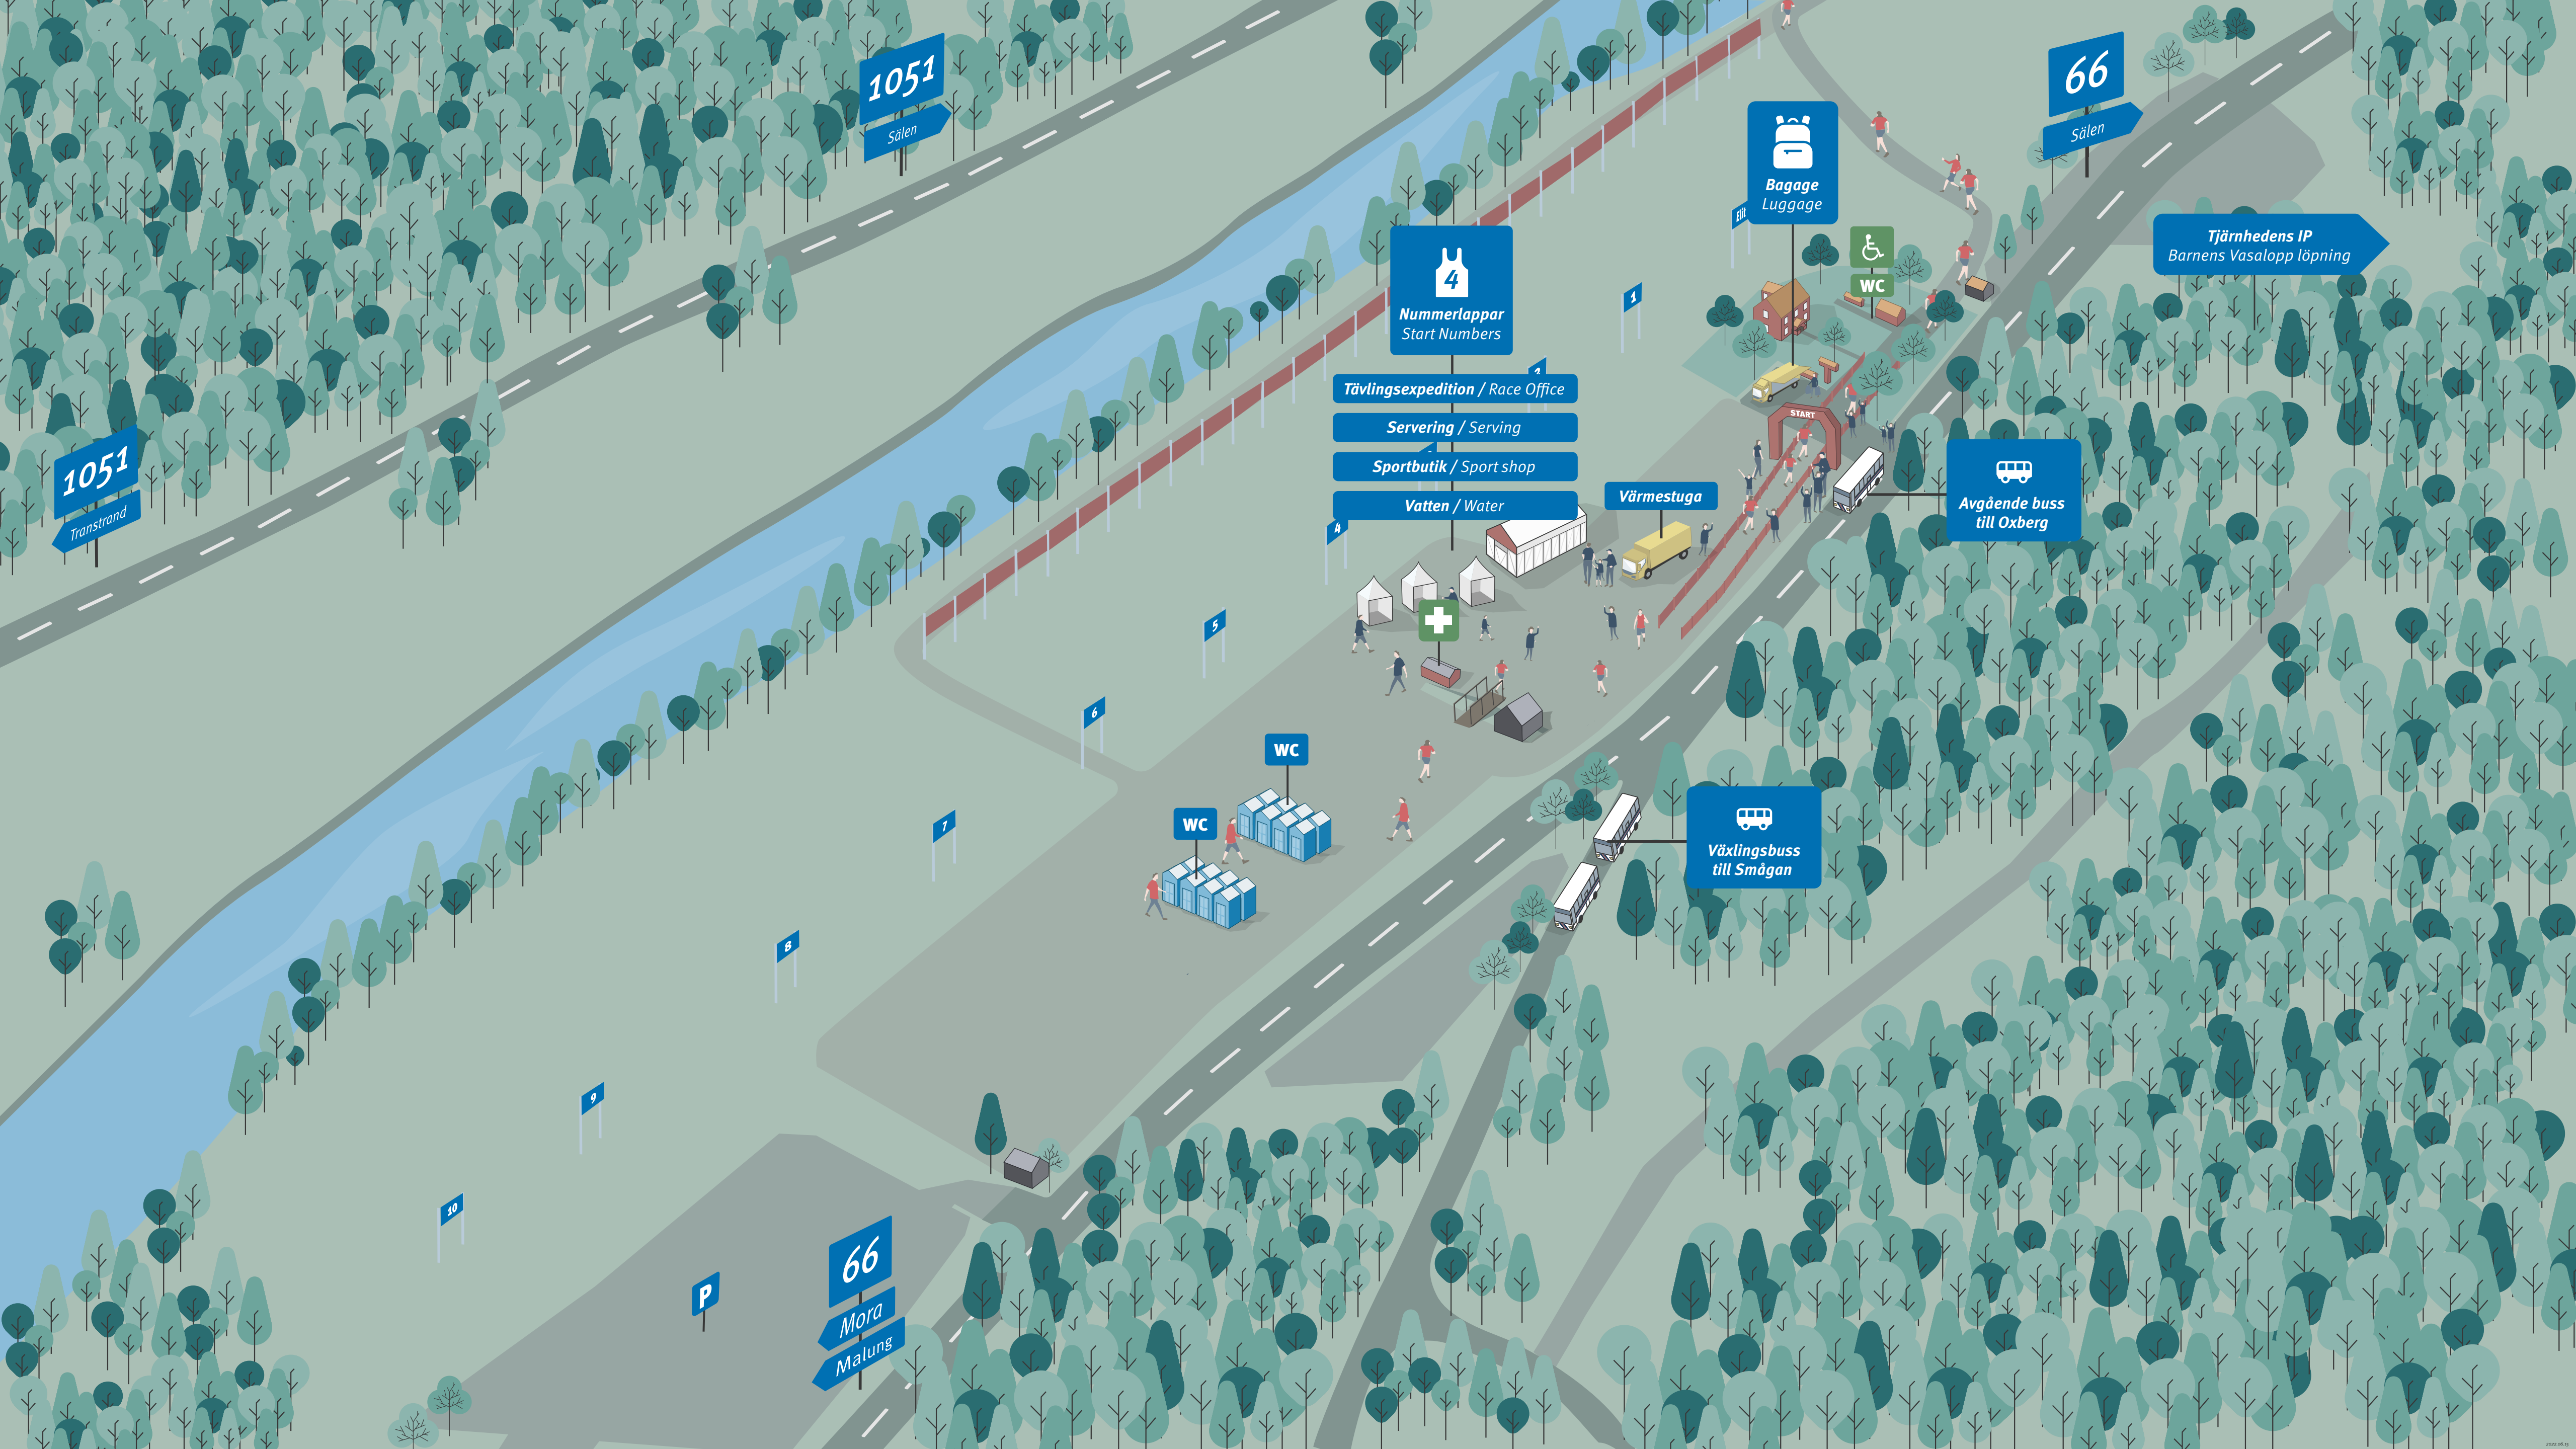 1051
Sälen
66
Sälen
Bagage
Luggage
Elit
WC
Tjärnhedens IP
Barnens Vasalopp löpning
4
Nummerlappar
Start Numbers
1
Tävlingsexpedition / Race Office
Servering / Serving
Sportbutik / Sport shop
Vatten / Water
START
1051
Transtrand
Värmestuga
Avgående buss
till Oxberg
4
5
6
WC
WC
7
8
Växlingsbuss
till Smågan
9
10
P
66
Mora
Malung